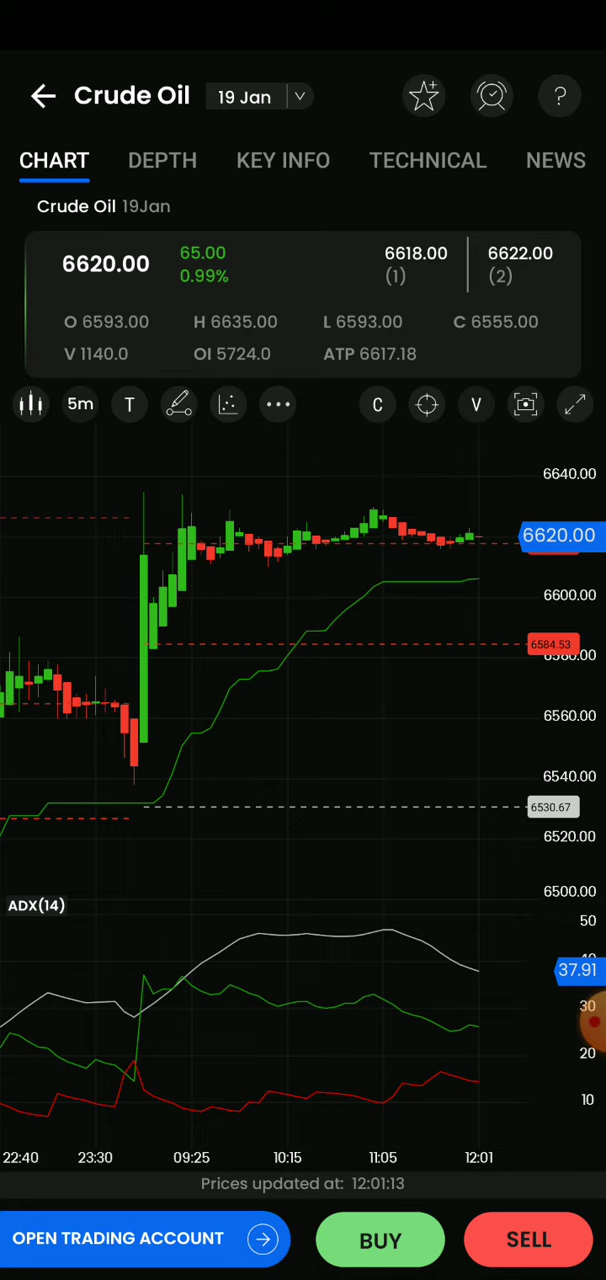 Crude Oil 19 Jan
CHART DEPTH KEY INFO TECHNICAL NEWS
Crude Oil 19Jan
6620.00 65.00 0.99% 6618.00 (1) 6622.00 (2)
O 6593.00 H 6635.00 L 6593.00 C 6555.00
V 1140.0 OI 5724.0 ATP 6617.18
5m T C V
6640.00
6620.00
6600.00
6584.53
6580.00
6560.00
6540.00
6530.67
6520.00
6500.00
ADX(14)
50
37.91
30
20
10
22:40 23:30 09:25 10:15 11:05 12:01
Prices updated at: 12:01:13
OPEN TRADING ACCOUNT BUY SELL